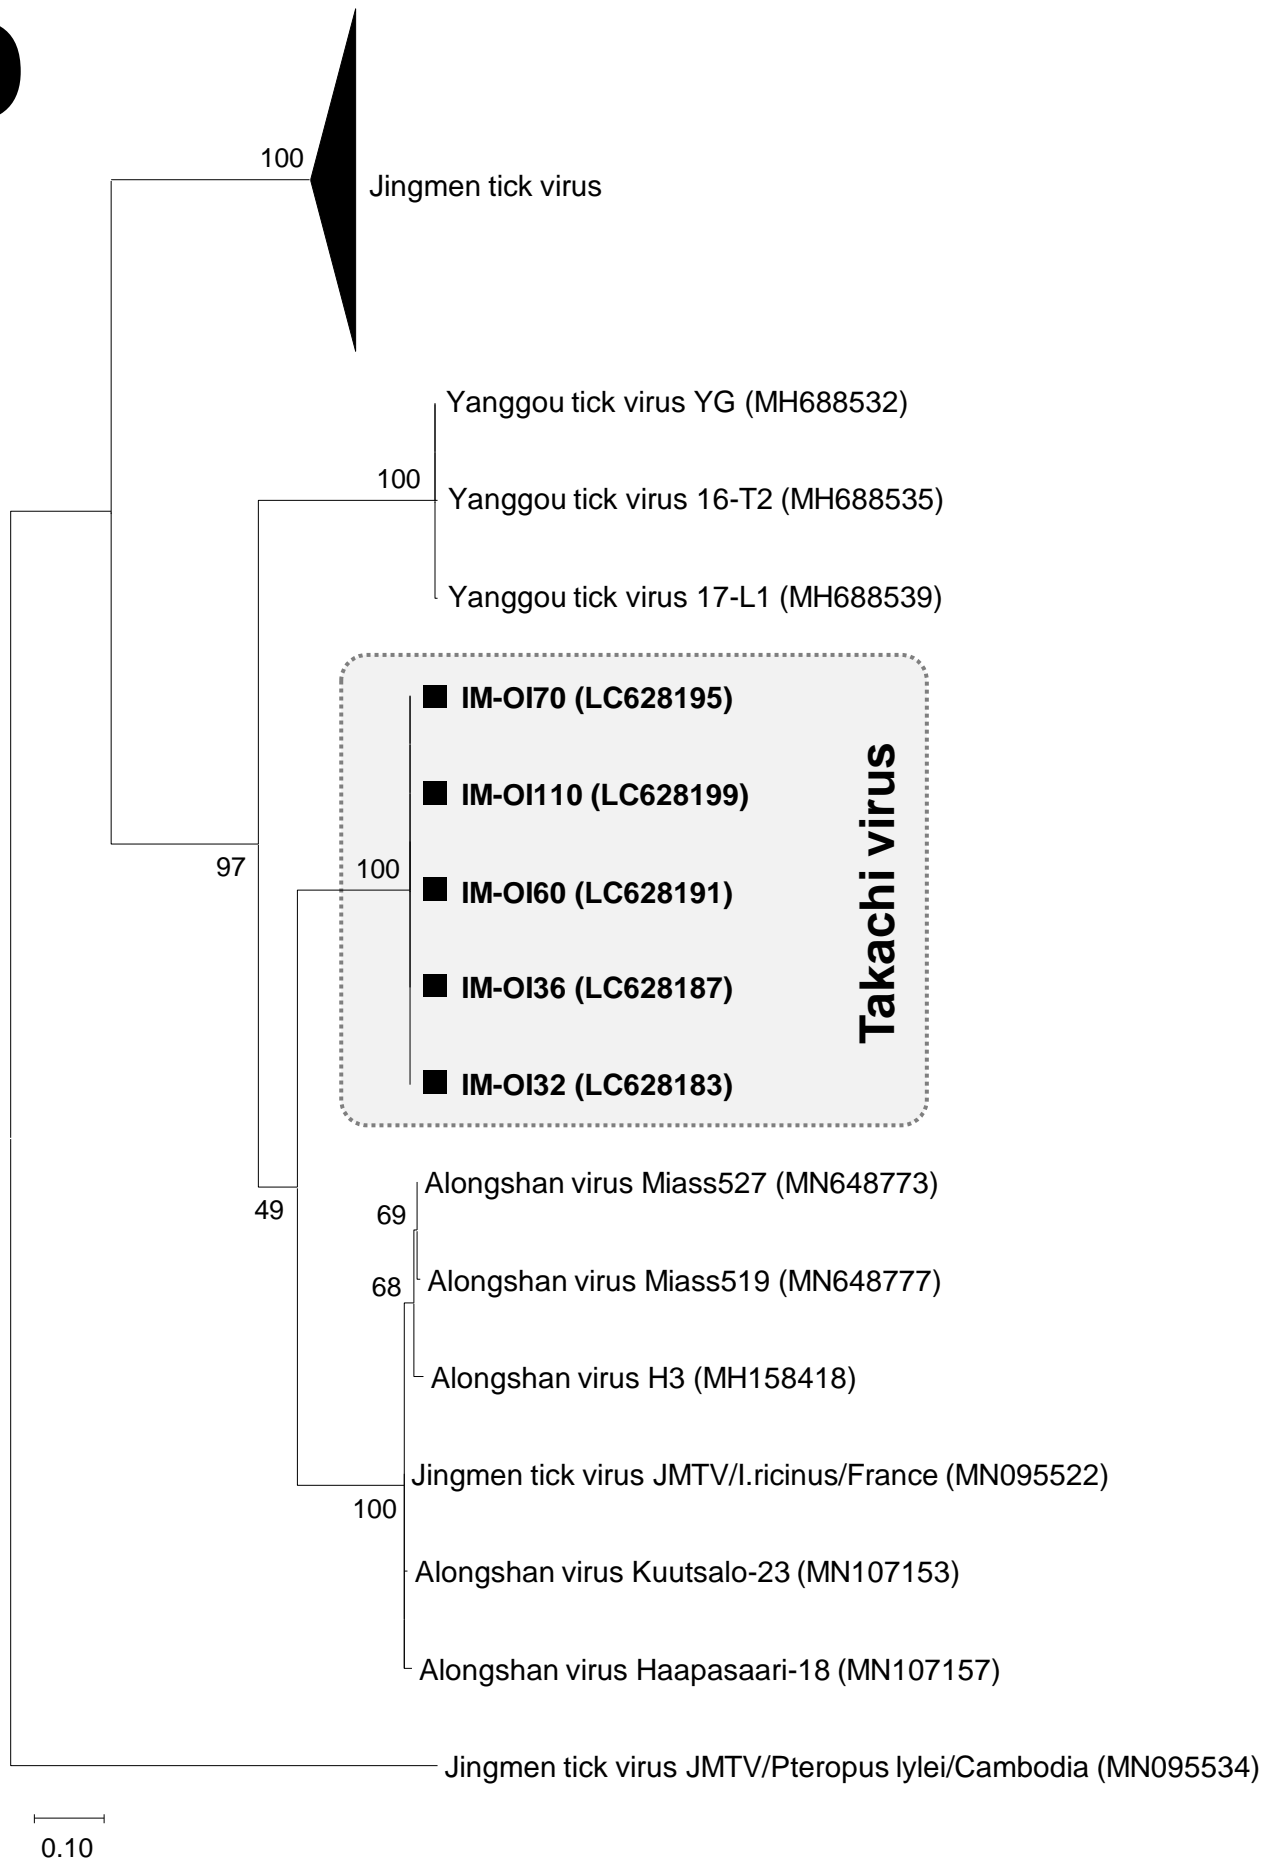 100
Jingmen tick virus
Yanggou tick virus YG (MH688532)
100
Yanggou tick virus 16-T2 (MH688535)
Yanggou tick virus 17-L1 (MH688539)
IM-OI70 (LC628195)
IM-OI110 (LC628199)
97
100
IM-OI60 (LC628191)
Takachi virus
IM-OI36 (LC628187)
IM-OI32 (LC628183)
Alongshan virus Miass527 (MN648773)
49
69
Alongshan virus Miass519 (MN648777)
68
Alongshan virus H3 (MH158418)
Jingmen tick virus JMTV/I.ricinus/France (MN095522)
100
Alongshan virus Kuutsalo-23 (MN107153)
Alongshan virus Haapasaari-18 (MN107157)
Jingmen tick virus JMTV/Pteropus lylei/Cambodia (MN095534)
0.10